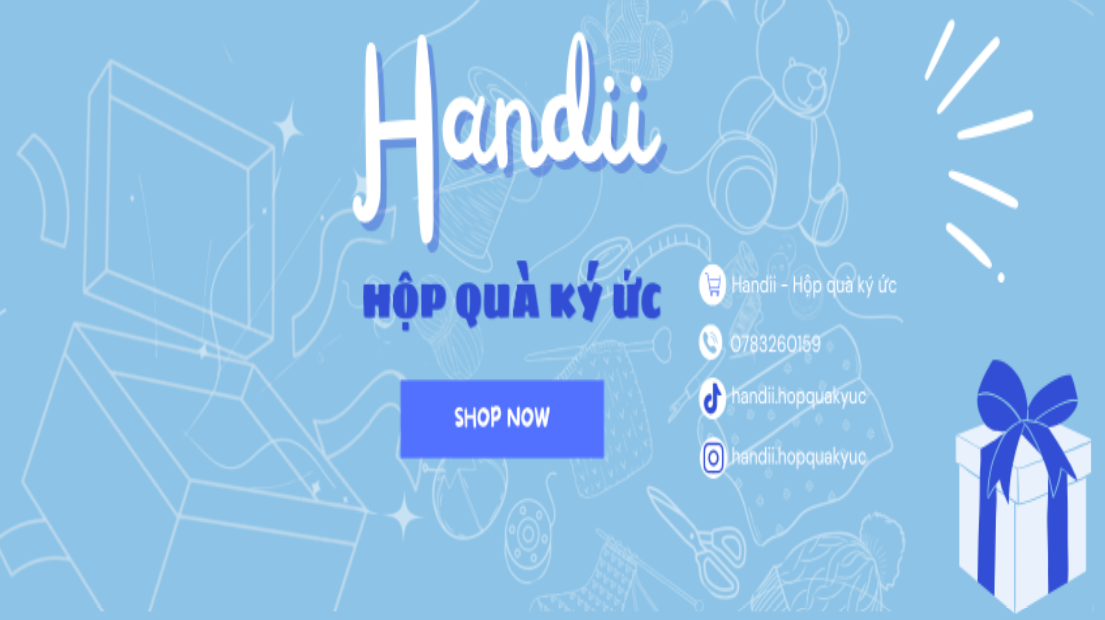 Handii
HỘP QUÀ KÝ ỨC
SHOP NOW
Handii - Hộp quà ký ức
0783260159
handii.hopquakyuc
handii.hopquakyuc